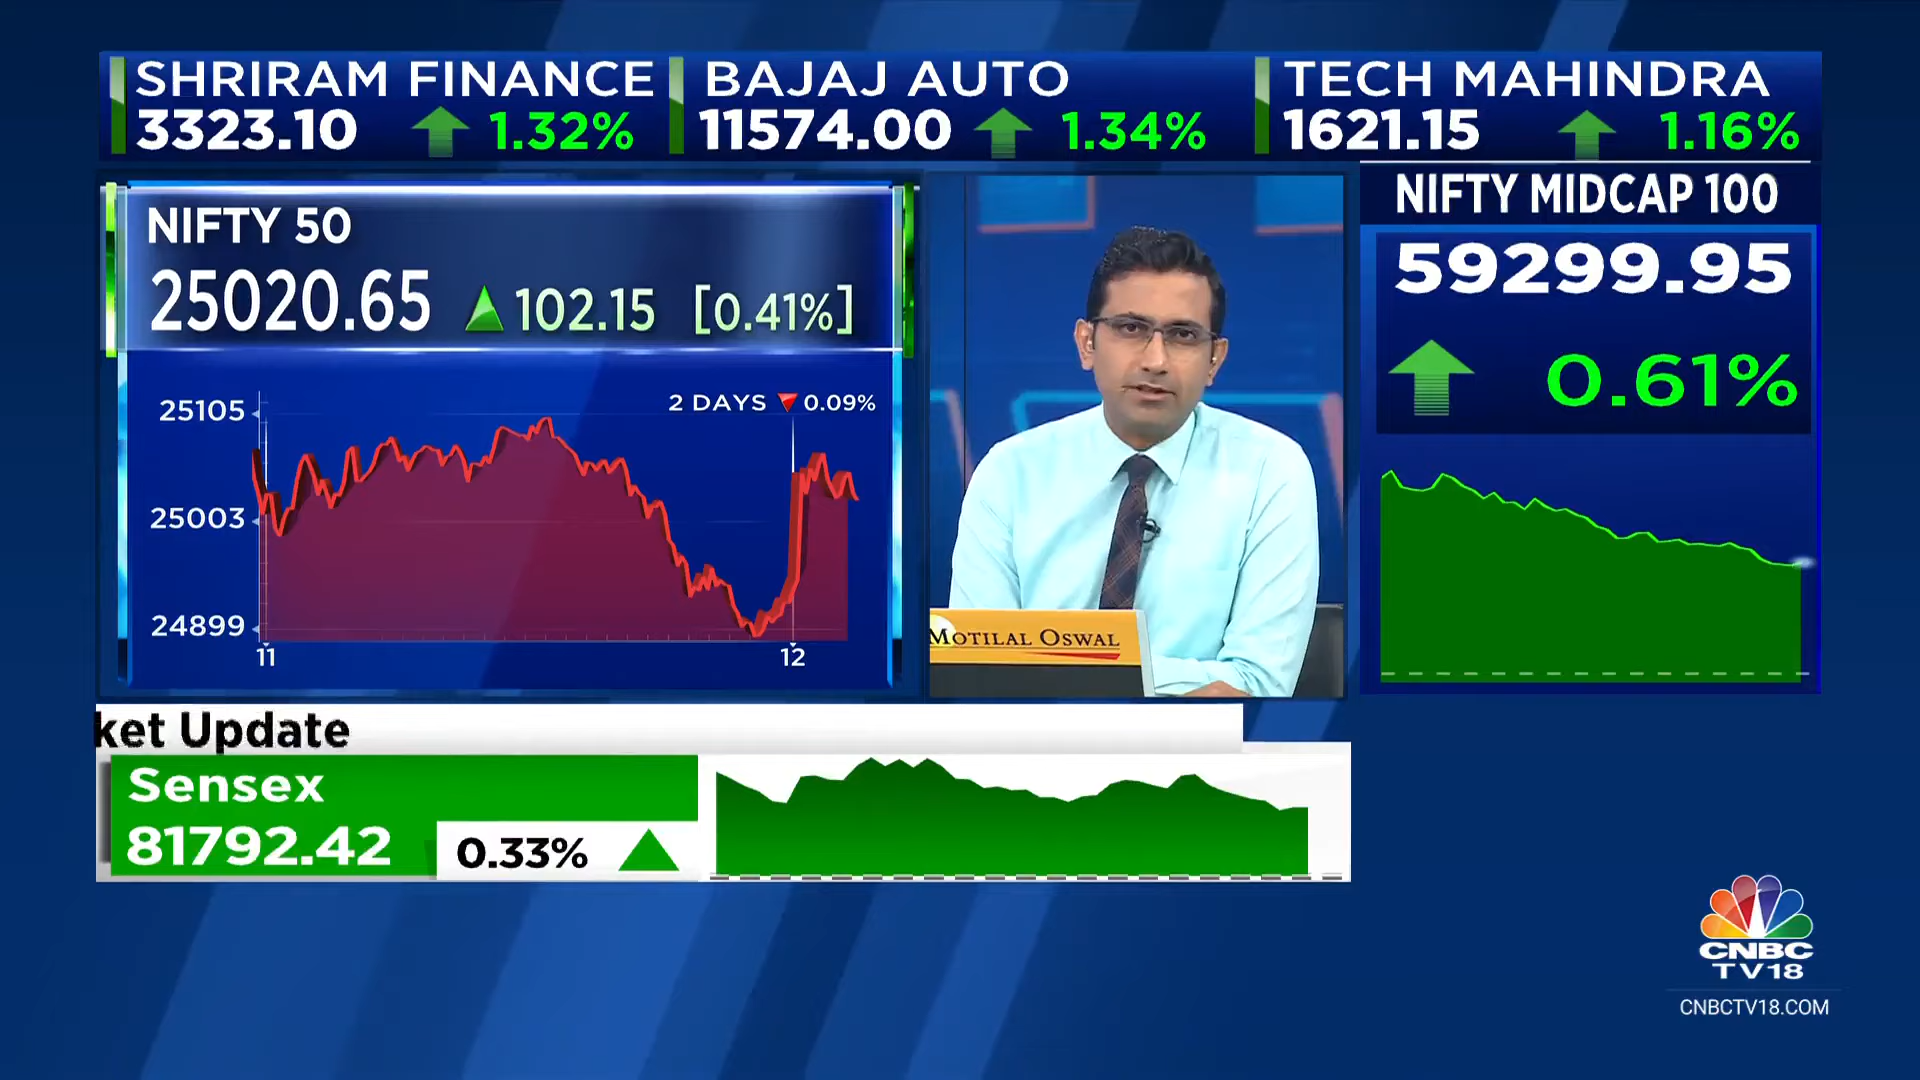 SHRIRAM FINANCE
3323.10 1.32%
BAJAJ AUTO
11574.00 1.34%
TECH MAHINDRA
1621.15 1.16%
NIFTY 50
25020.65 102.15 [0.41%]
2 DAYS 0.09%
25105
25003
24899
11 12
MOTILAL OSWAL
NIFTY MIDCAP 100
59299.95
0.61%
ket Update
Sensex
81792.42 0.33%
CNBC
TV18
CNBCTV18.COM